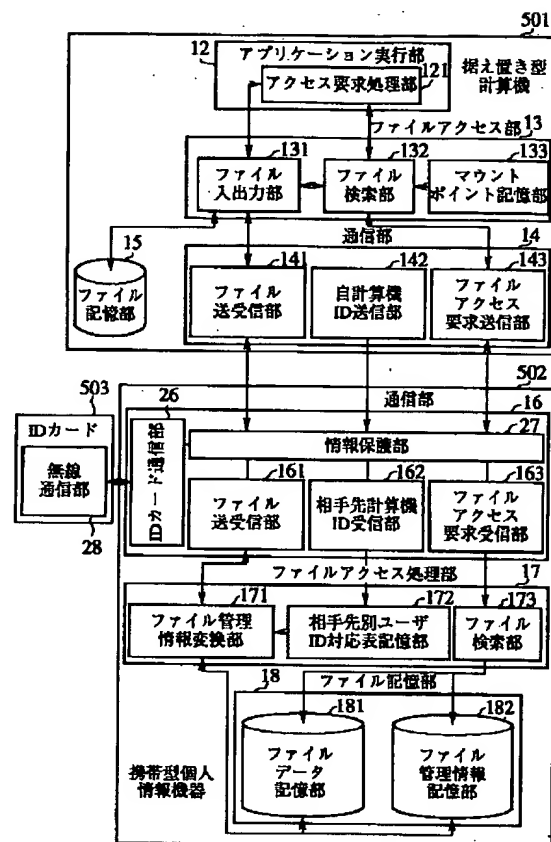 501
12
アプリケーション実行部
121
アクセス要求処理部
据え置き型
計算機
ファイルアクセス部
13
131
132
133
ファイル
入出力部
ファイル
検索部
マウント
ポイント記憶部
通信部
14
15
ファイル
記憶部
141
142
143
ファイル
送受信部
自計算機
ID送信部
ファイル
アクセス
要求送信部
502
503
通信部
16
26
IDカード
無線
通信部
28
IDカード通信部
27
情報保護部
161
162
163
ファイル
送受信部
相手先計算機
ID受信部
ファイル
アクセス
要求受信部
ファイルアクセス処理部
17
171
172
173
ファイル管理
情報変換部
相手先別ユーザ
ID対応表記憶部
ファイル
検索部
18
ファイル記憶部
181
182
ファイル
データ
記憶部
ファイル
管理情報
記憶部
携帯型個人
情報機器